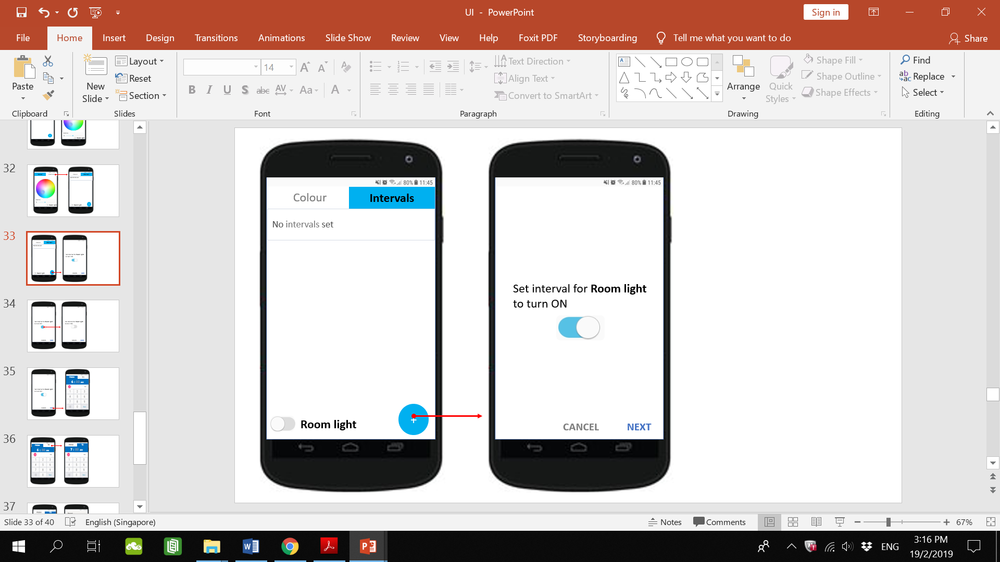 UI - PowerPoint
Sign in
File Home Insert Design Transitions Animations Slide Show Review View Help Foxit PDF Storyboarding Tell me what you want to do Share
Paste
New Slide
Layout
Reset
Section
14
B I U S abc AV Aa A
Text Direction
Align Text
Convert to SmartArt
Arrange
Quick Styles
Shape Fill
Shape Outline
Shape Effects
Find
Replace
Select
Clipboard Slides Font Paragraph Drawing Editing
32
33
34
35
36
37
80% 11:45
Colour Intervals
No intervals set
Room light
+
80% 11:45
Set interval for Room light
to turn ON
CANCEL NEXT
Slide 33 of 40 English (Singapore) Notes Comments 67%
ENG
3:16 PM
19/2/2019